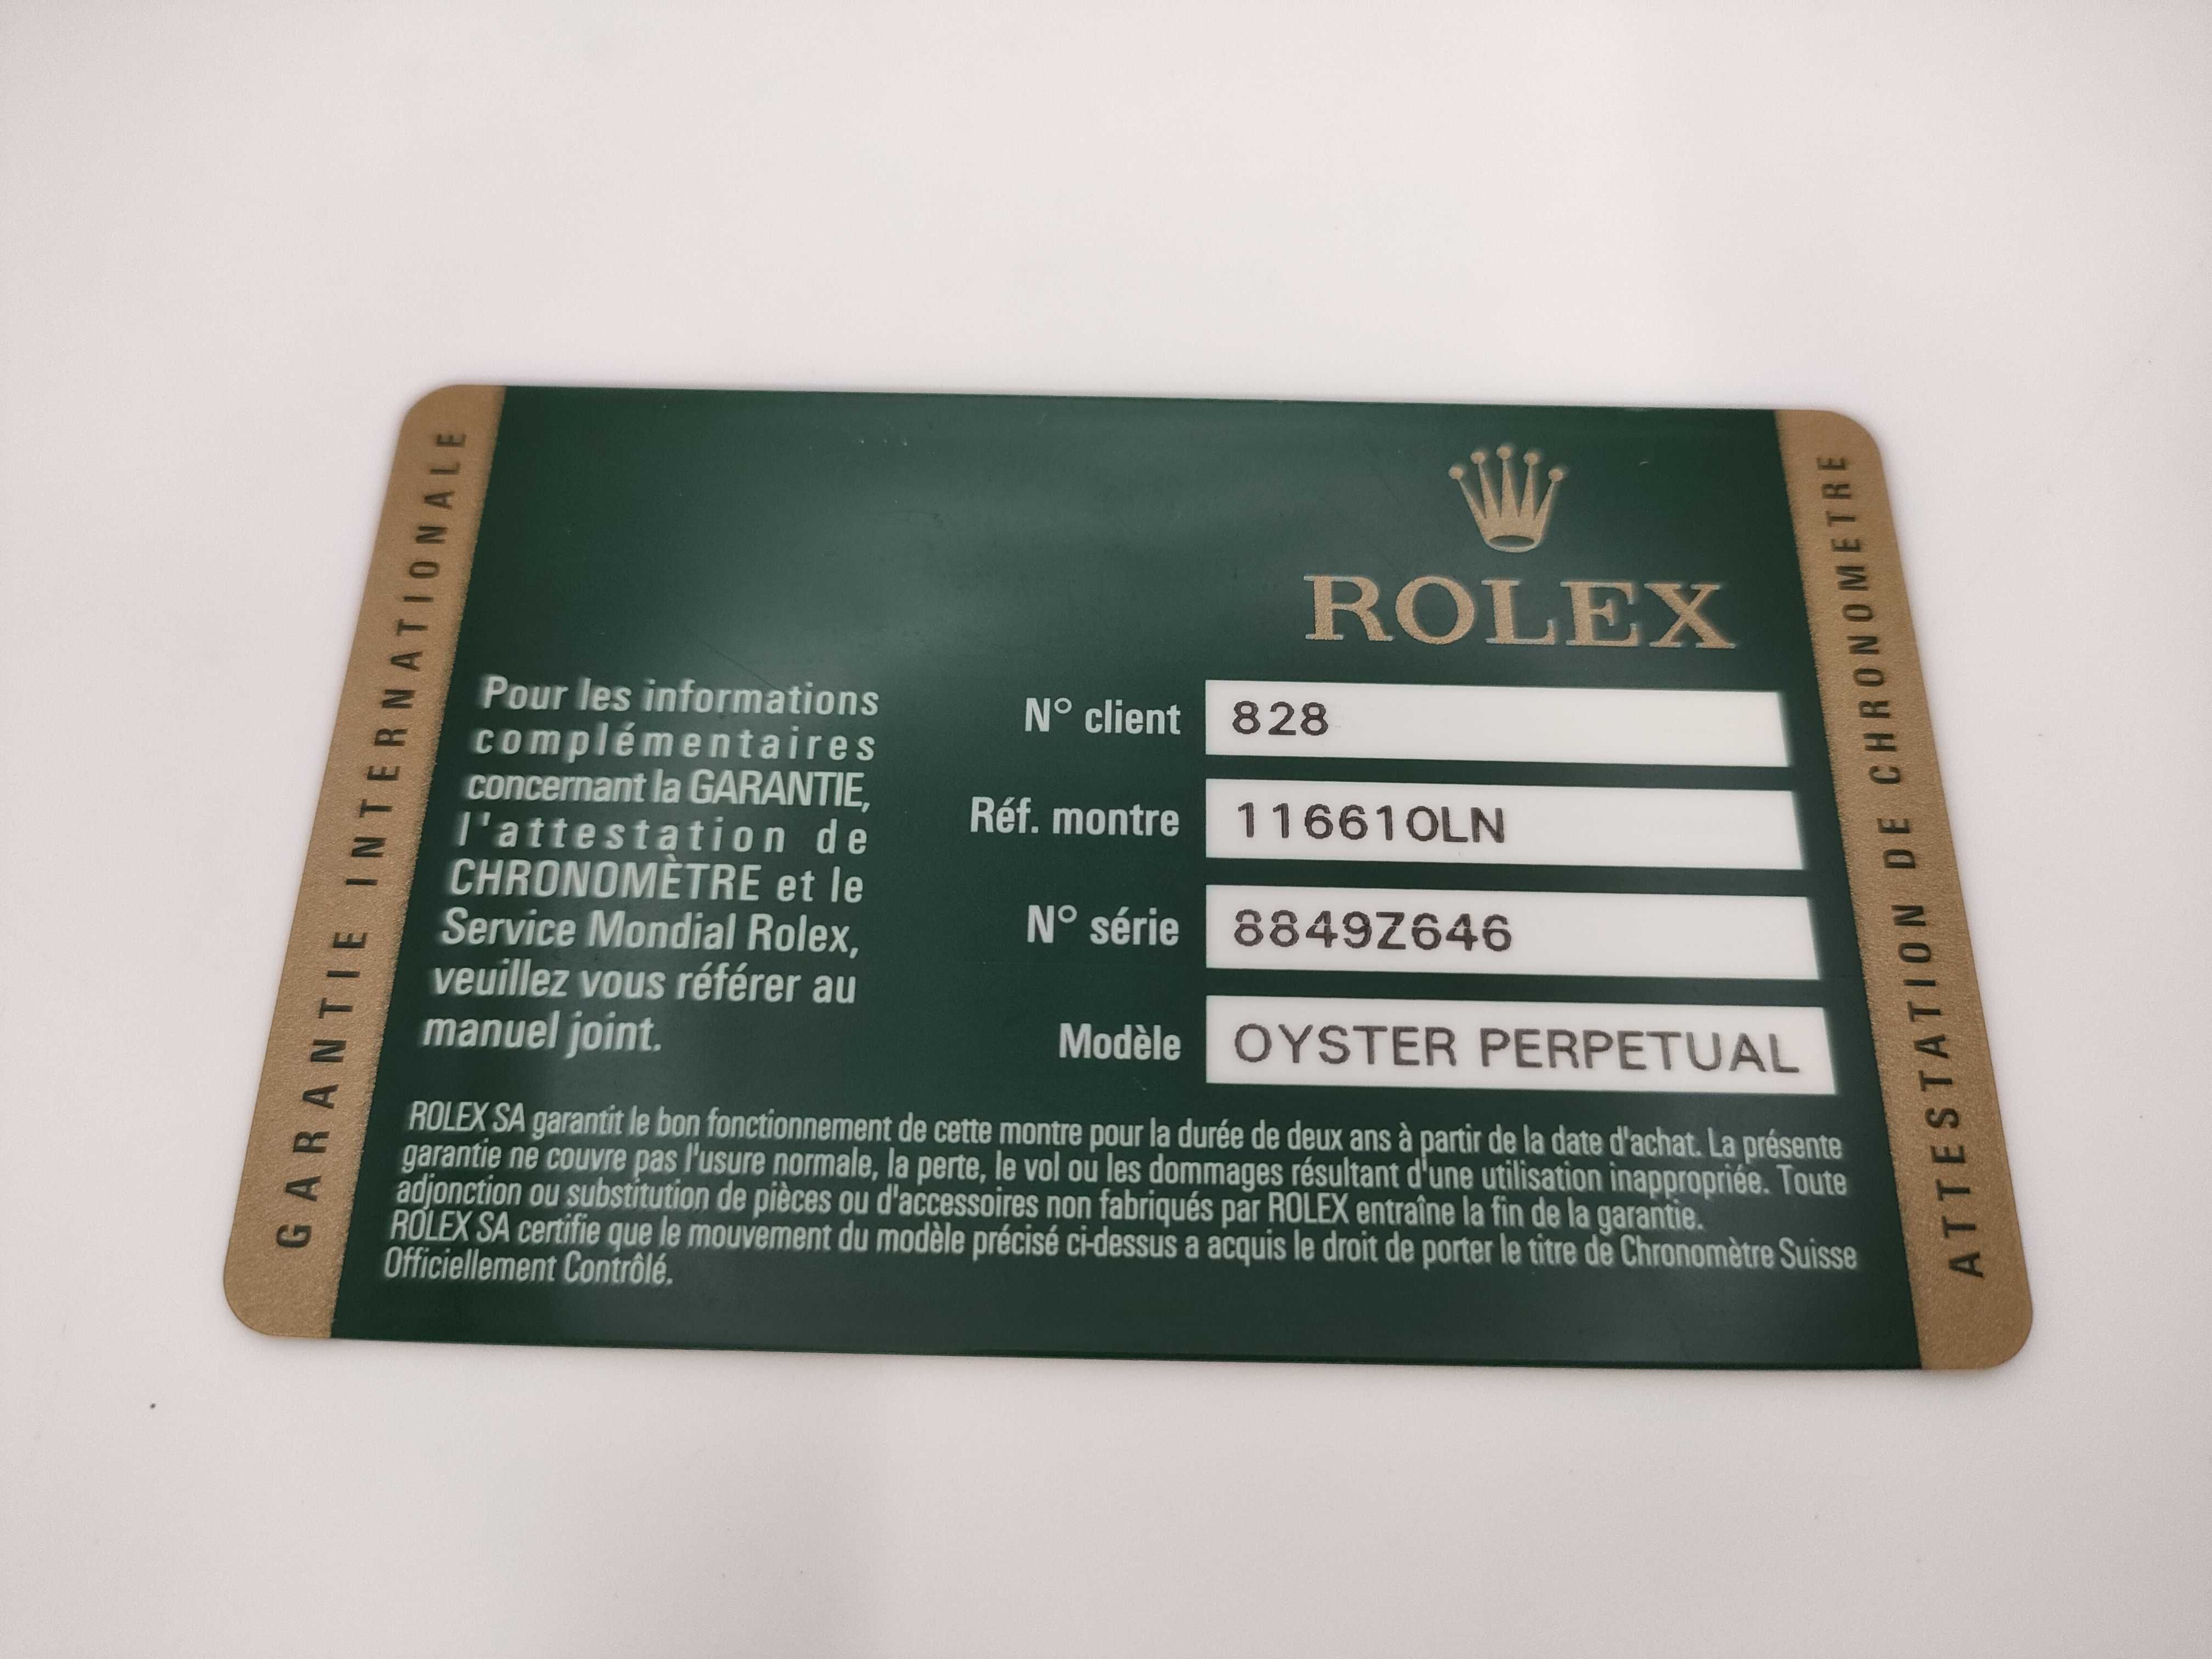 GARANTIE INTERNATIONALE
ROLEX
Pour les informations
complémentaires
concernant la GARANTIE,
l'attestation de
CHRONOMÈTRE et le
Service Mondial Rolex,
veuillez vous référer au
manuel joint.
N° client 828
Réf. montre 116610LN
N° série 8849Z646
Modèle OYSTER PERPETUAL
ROLEX SA garantit le bon fonctionnement de cette montre pour la durée de deux ans à partir de la date d'achat. La présente
garantie ne couvre pas l'usure normale, la perte, le vol ou les dommages résultant d'une utilisation inappropriée. Toute
adjonction ou substitution de pièces ou d'accessoires non fabriqués par ROLEX entraîne la fin de la garantie.
ROLEX SA certifie que le mouvement du modèle précisé ci-dessus a acquis le droit de porter le titre de Chronomètre Suisse
Officiellement Contrôlé.
ATTESTATION DE CHRONOMETRE